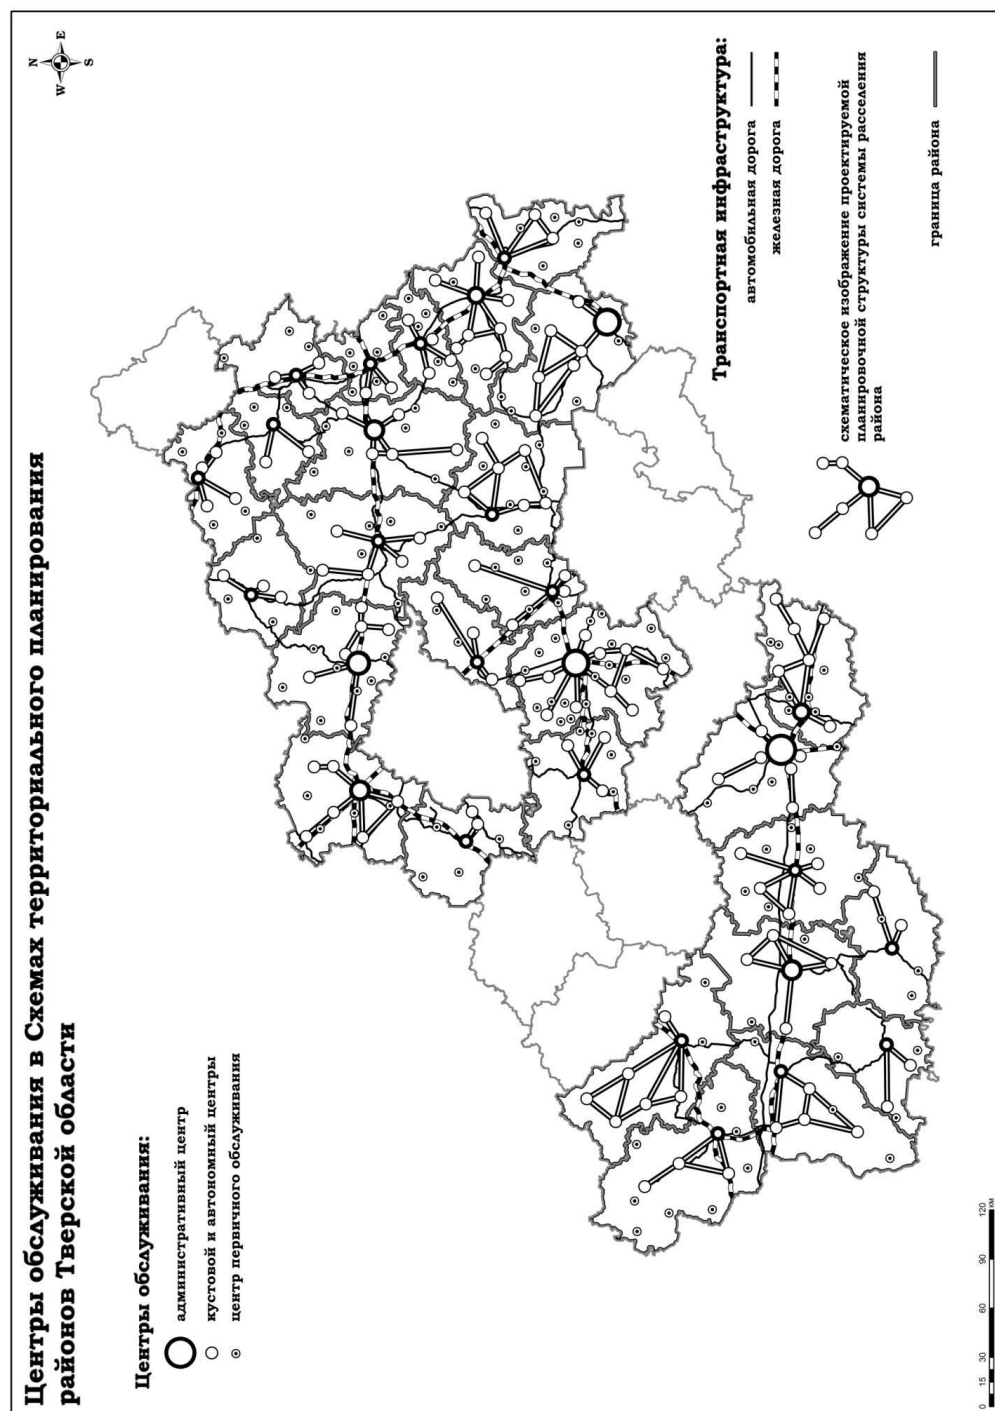 Центры обслуживания в Схемах территориального планирования
районов Тверской области
N
W E
S
Центры обслуживания:
административный центр
кустовой и автономный центры
центр первичного обслуживания
Транспортная инфраструктура:
автомобильная дорога
железная дорога
схематическое изображение проектируемой
планировочной структуры системы расселения
района
граница района
0 15 30 60 90 120
КМ